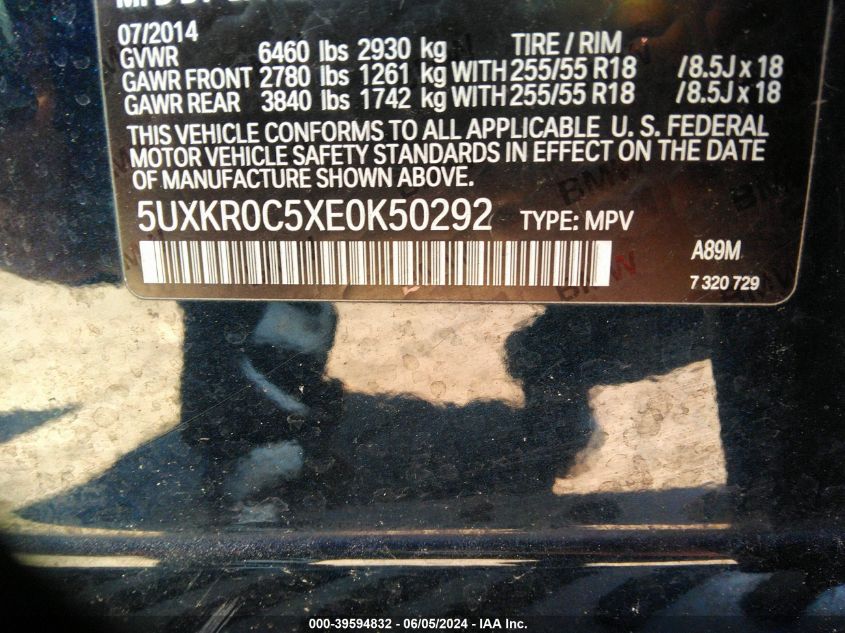 07/2014
GVWR 6460 lbs 2930 kg TIRE / RIM
GAWR FRONT 2780 lbs 1261 kg WITH 255/55 R18 /8.5J x 18
GAWR REAR 3840 lbs 1742 kg WITH 255/55 R18 /8.5J x 18
THIS VEHICLE CONFORMS TO ALL APPLICABLE U. S. FEDERAL
MOTOR VEHICLE SAFETY STANDARDS IN EFFECT ON THE DATE
OF MANUFACTURE SHOWN ABOVE.
5UXKR0C5XE0K50292 TYPE: MPV
A89M
7 320 729
BMW
BMW
000-39594832 - 06/05/2024 - IAA Inc.